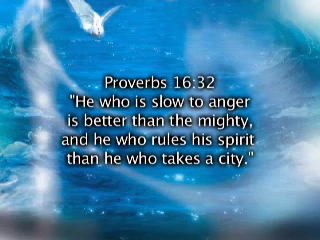 Proverbs 16:32
"He who is slow to anger
is better than the mighty,
and he who rules his spirit
than he who takes a city."